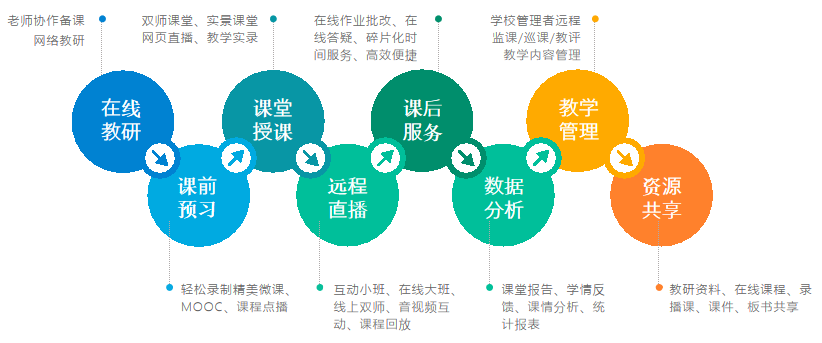 老师协作备课
网络教研
双师课堂、实景课堂
网页直播、教学实录
在线作业批改、在
线答疑、碎片化时
间服务、高效便捷
学校管理者远程
监课/巡课/教评
教学内容管理
在线
教研
课堂
授课
课后
服务
教学
管理
课前
预习
远程
直播
数据
分析
资源
共享
轻松录制精美微课、
MOOC、课程点播
互动小班、在线大班、
线上双师、音视频互
动、课程回放
课堂报告、学情反
馈、课情分析、统
计报表
教研资料、在线课程、录
播课、课件、板书共享